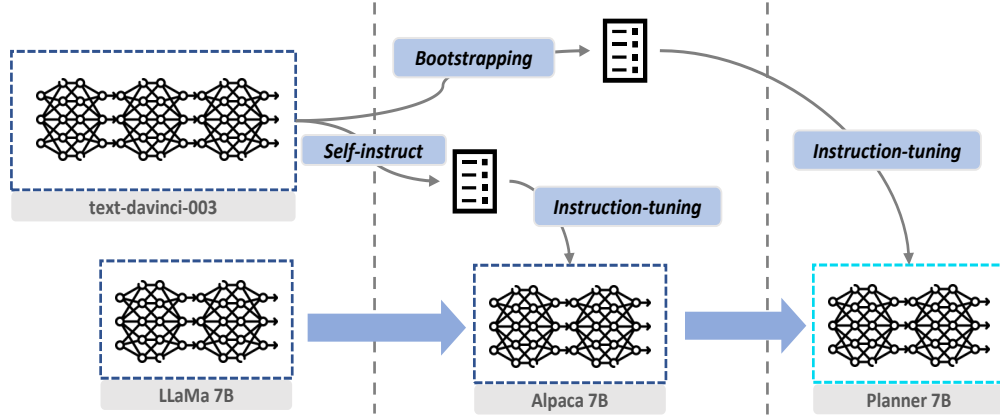 Bootstrapping
Self-instruct
Instruction-tuning
Instruction-tuning
text-davinci-003
LLaMa 7B
Alpaca 7B
Planner 7B